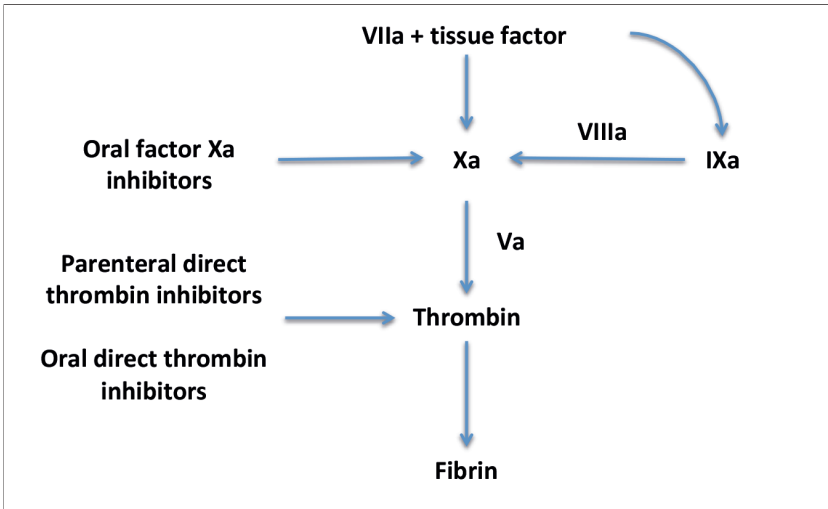 VIIa + tissue factor
VIIIa
Oral factor Xa
inhibitors
Xa
IXa
Va
Parenteral direct
thrombin inhibitors
Thrombin
Oral direct thrombin
inhibitors
Fibrin